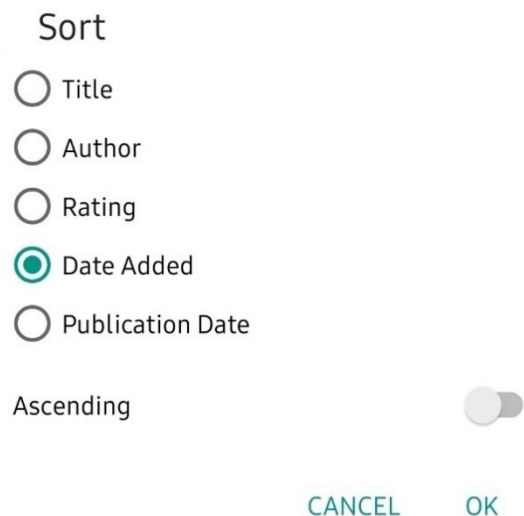 Sort
Title
Author
Rating
Date Added
Publication Date
Ascending
CANCEL OK